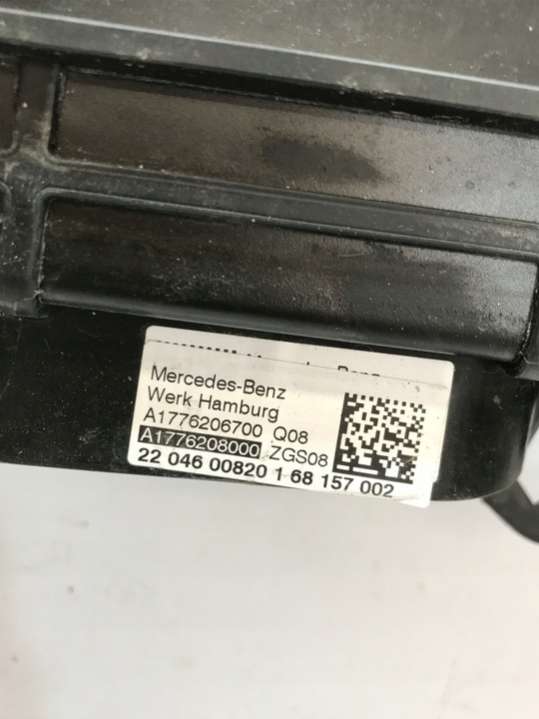 Mercedes-Benz
Werk Hamburg
A1776206700 Q08
A1776208000 ZGS08
22 046 00820 1 68 157 002